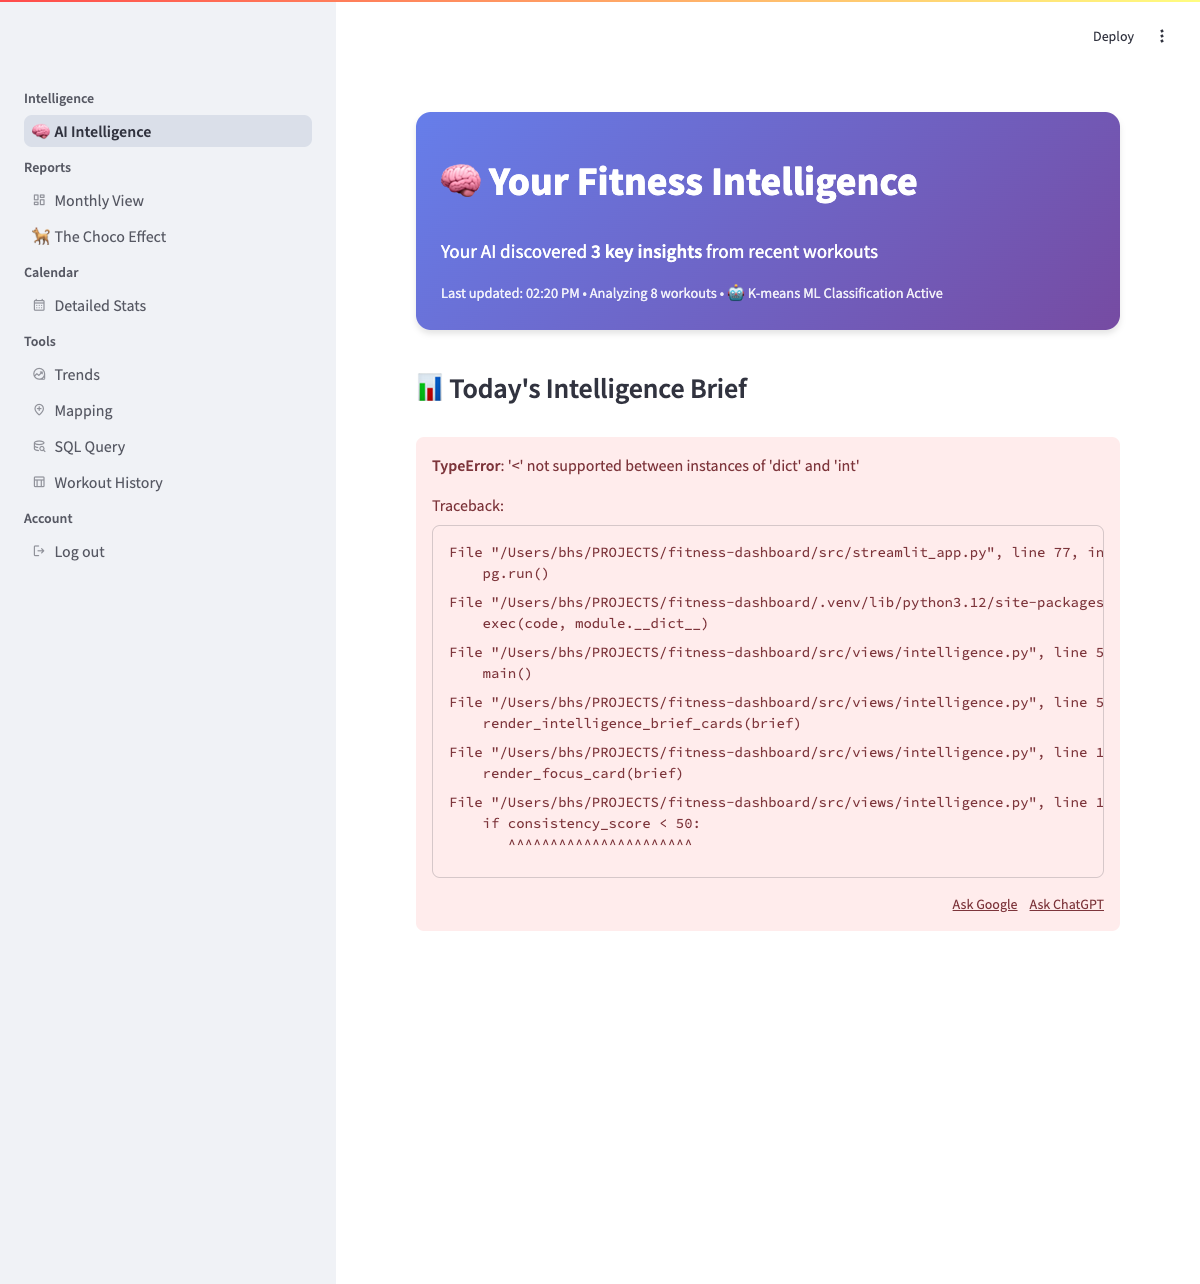 Deploy
Intelligence
AI Intelligence
Reports
Monthly View
The Choco Effect
Calendar
Detailed Stats
Tools
Trends
Mapping
SQL Query
Workout History
Account
Log out
Your Fitness Intelligence
Your AI discovered 3 key insights from recent workouts
Last updated: 02:20 PM • Analyzing 8 workouts • 🤖 K-means ML Classification Active
Today's Intelligence Brief
TypeError: '<' not supported between instances of 'dict' and 'int'
Traceback:
File "/Users/bhs/PROJECTS/fitness-dashboard/src/streamlit_app.py", line 77, in
pg.run()
File "/Users/bhs/PROJECTS/fitness-dashboard/.venv/lib/python3.12/site-packages
exec(code, module.__dict__)
File "/Users/bhs/PROJECTS/fitness-dashboard/src/views/intelligence.py", line 5
main()
File "/Users/bhs/PROJECTS/fitness-dashboard/src/views/intelligence.py", line 5
render_intelligence_brief_cards(brief)
File "/Users/bhs/PROJECTS/fitness-dashboard/src/views/intelligence.py", line 1
render_focus_card(brief)
File "/Users/bhs/PROJECTS/fitness-dashboard/src/views/intelligence.py", line 1
if consistency_score < 50:
^^^^^^^^^^^^^^^^^^^^^^
Ask Google Ask ChatGPT